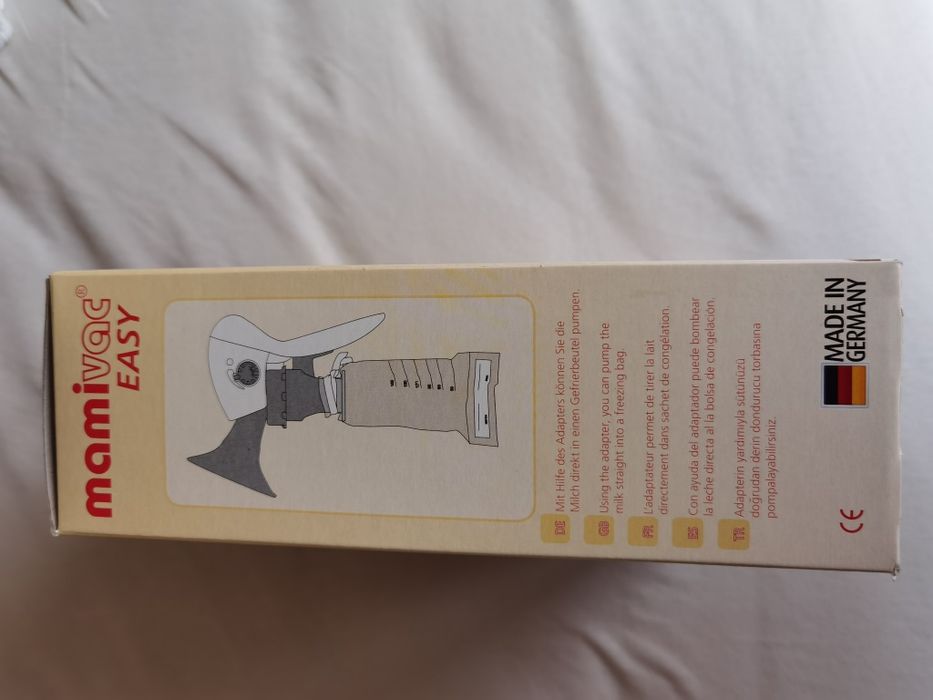 mamivac®
EASY
DE Mit Hilfe des Adapters können Sie die
Milch direkt in einen Gefrierbeutel pumpen.
GB Using the adapter, you can pump the
milk straight into a freezing bag.
FR L'adaptateur permet de tirer la lait
directement dans sachet de congélation.
ES Con ayuda del adaptador puede bombear
la leche directa al la bolsa de congelación.
TR Adapterin yardımıyla sütünüzü
doğrudan derin dondurucu torbasına
pompalayabilirsiniz.
CE
MADE IN
GERMANY